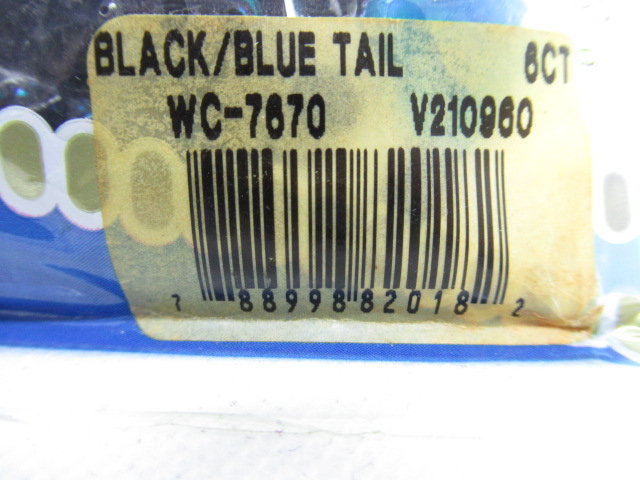 BLACK/BLUE TAIL 6CT
WC-7670 V210960
7 88998 82018 2